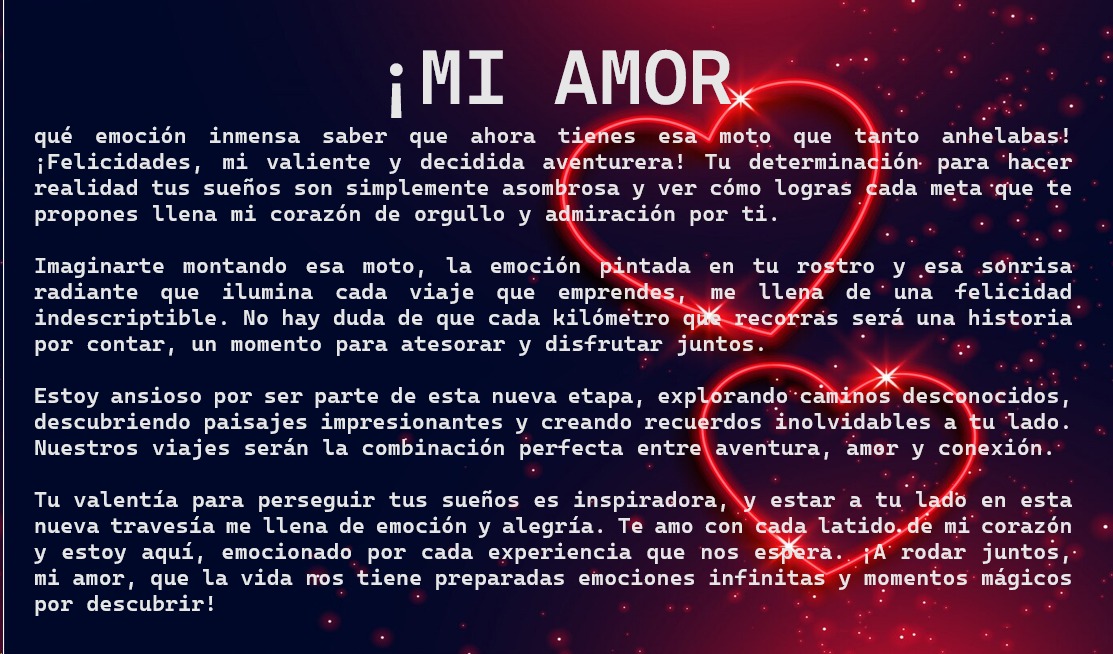 ¡MI AMOR
qué emoción inmensa saber que ahora tienes esa moto que tanto anhelabas!
¡Felicidades, mi valiente y decidida aventurera! Tu determinación para hacer
realidad tus sueños son simplemente asombrosa y ver cómo logras cada meta que te
propones llena mi corazón de orgullo y admiración por ti.
Imaginarte montando esa moto, la emoción pintada en tu rostro y esa sonrisa
radiante que ilumina cada viaje que emprendes, me llena de una felicidad
indescriptible. No hay duda de que cada kilómetro que recorras será una historia
por contar, un momento para atesorar y disfrutar juntos.
Estoy ansioso por ser parte de esta nueva etapa, explorando caminos desconocidos,
descubriendo paisajes impresionantes y creando recuerdos inolvidables a tu lado.
Nuestros viajes serán la combinación perfecta entre aventura, amor y conexión.
Tu valentía para perseguir tus sueños es inspiradora, y estar a tu lado en esta
nueva travesía me llena de emoción y alegría. Te amo con cada latido de mi corazón
y estoy aquí, emocionado por cada experiencia que nos espera. ¡A rodar juntos,
mi amor, que la vida nos tiene preparadas emociones infinitas y momentos mágicos
por descubrir!